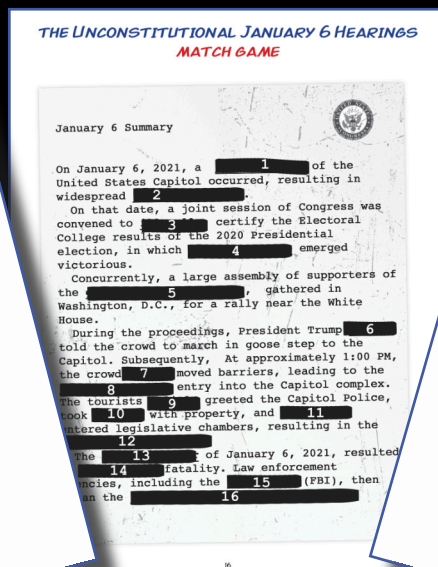 THE UNCONSTITUTIONAL JANUARY 6 HEARINGS
MATCH GAME
January 6 Summary
On January 6, 2021, a 1 of the
United States Capitol occurred, resulting in
widespread 2.
On that date, a joint session of Congress was
convened to 3 certify the Electoral
College results of the 2020 Presidential
election, in which 4 emerged
victorious.
Concurrently, a large assembly of supporters of
the 5, gathered in
Washington, D.C., for a rally near the White
House.
During the proceedings, President Trump 6
told the crowd to march in goose step to the
Capitol. Subsequently, At approximately 1:00 PM,
the crowd 7 moved barriers, leading to the
8 entry into the Capitol complex.
The tourists 9 greeted the Capitol Police,
took 10 with property, and 11
entered legislative chambers, resulting in the
12
The 13 of January 6, 2021, resulted
14 fatality. Law enforcement
encies, including the 15 (FBI), then
an the 16
16